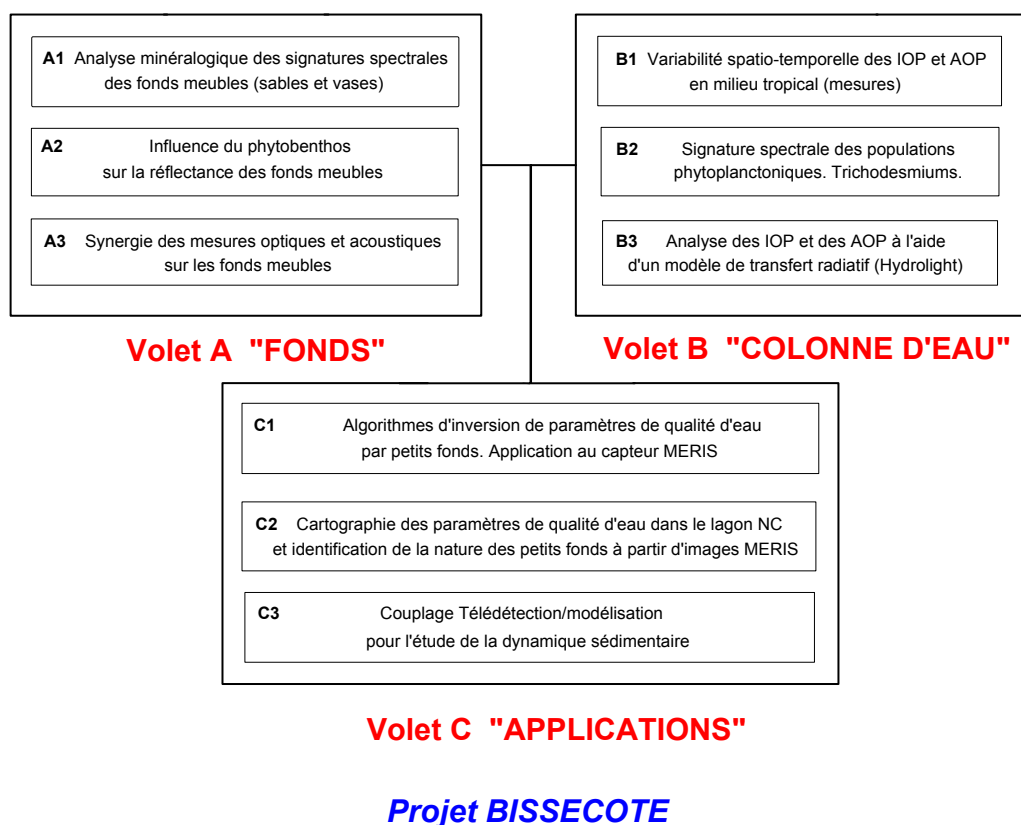 A1 Analyse minéralogique des signatures spectrales
des fonds meubles (sables et vases)
A2 Influence du phytobenthos
sur la réflectance des fonds meubles
A3 Synergie des mesures optiques et acoustiques
sur les fonds meubles
Volet A "FONDS"
B1 Variabilité spatio-temporelle des IOP et AOP
en milieu tropical (mesures)
B2 Signature spectrale des populations
phytoplanctoniques. Trichodesmiums.
B3 Analyse des IOP et des AOP à l'aide
d'un modèle de transfert radiatif (Hydrolight)
Volet B "COLONNE D'EAU"
C1 Algorithmes d'inversion de paramètres de qualité d'eau
par petits fonds. Application au capteur MERIS
C2 Cartographie des paramètres de qualité d'eau dans le lagon NC
et identification de la nature des petits fonds à partir d'images MERIS
C3 Couplage Télédétection/modélisation
pour l'étude de la dynamique sédimentaire
Volet C "APPLICATIONS"
Projet BISSECOTE